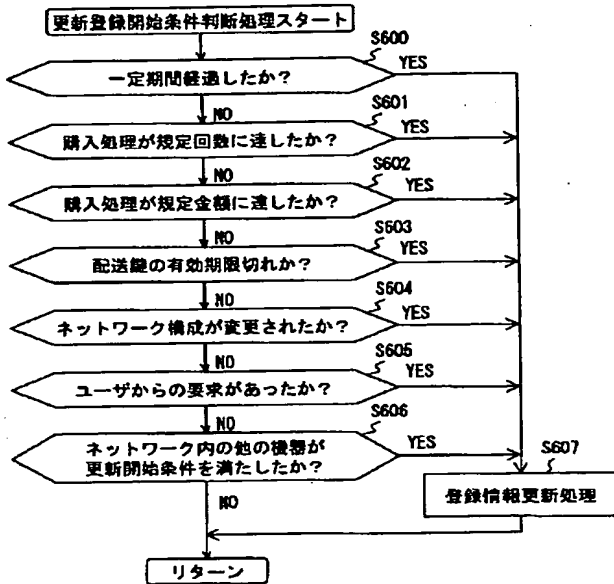 更新登録開始条件判断処理スタート
S600
一定期間経過したか?
YES
NO
S601
購入処理が規定回数に達したか?
YES
NO
S602
購入処理が規定金額に達したか?
YES
NO
S603
配送鍵の有効期限切れか?
YES
NO
S604
ネットワーク構成が変更されたか?
YES
NO
S605
ユーザからの要求があったか?
YES
NO
S606
ネットワーク内の他の機器が
更新開始条件を満たしたか?
YES
NO
S607
登録情報更新処理
リターン